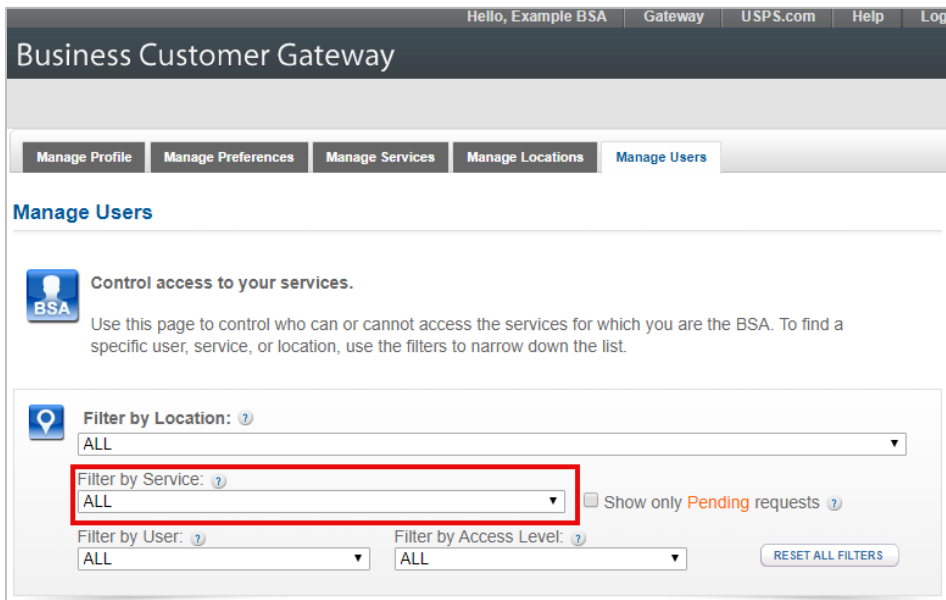 Hello, Example BSA Gateway USPS.com Help Log
Business Customer Gateway
Manage Profile Manage Preferences Manage Services Manage Locations Manage Users
Manage Users
BSA
Control access to your services.
Use this page to control who can or cannot access the services for which you are the BSA. To find a
specific user, service, or location, use the filters to narrow down the list.
Filter by Location: ?
ALL
Filter by Service: ?
ALL
Show only Pending requests ?
Filter by User: ? Filter by Access Level: ?
ALL ALL RESET ALL FILTERS